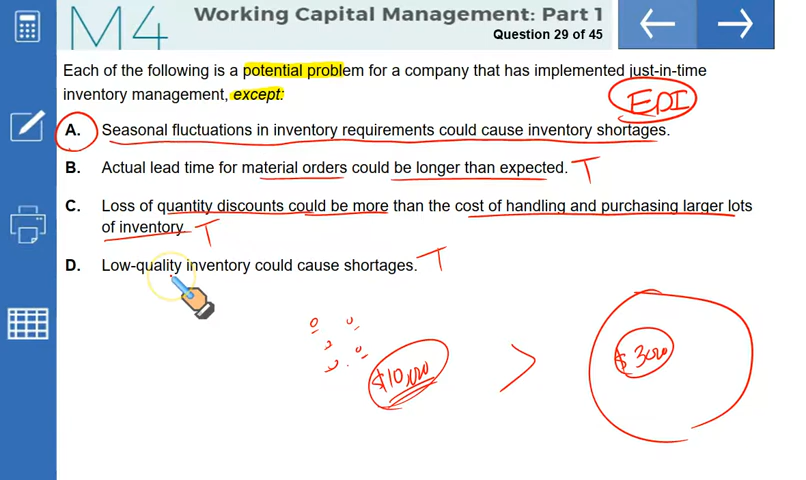 M4
Working Capital Management: Part 1
Question 29 of 45
Each of the following is a potential problem for a company that has implemented just-in-time
inventory management, except:
EDI
A. Seasonal fluctuations in inventory requirements could cause inventory shortages.
B. Actual lead time for material orders could be longer than expected. T
C. Loss of quantity discounts could be more than the cost of handling and purchasing larger lots
of inventory. T
D. Low-quality inventory could cause shortages. T
$10,000 > $3000